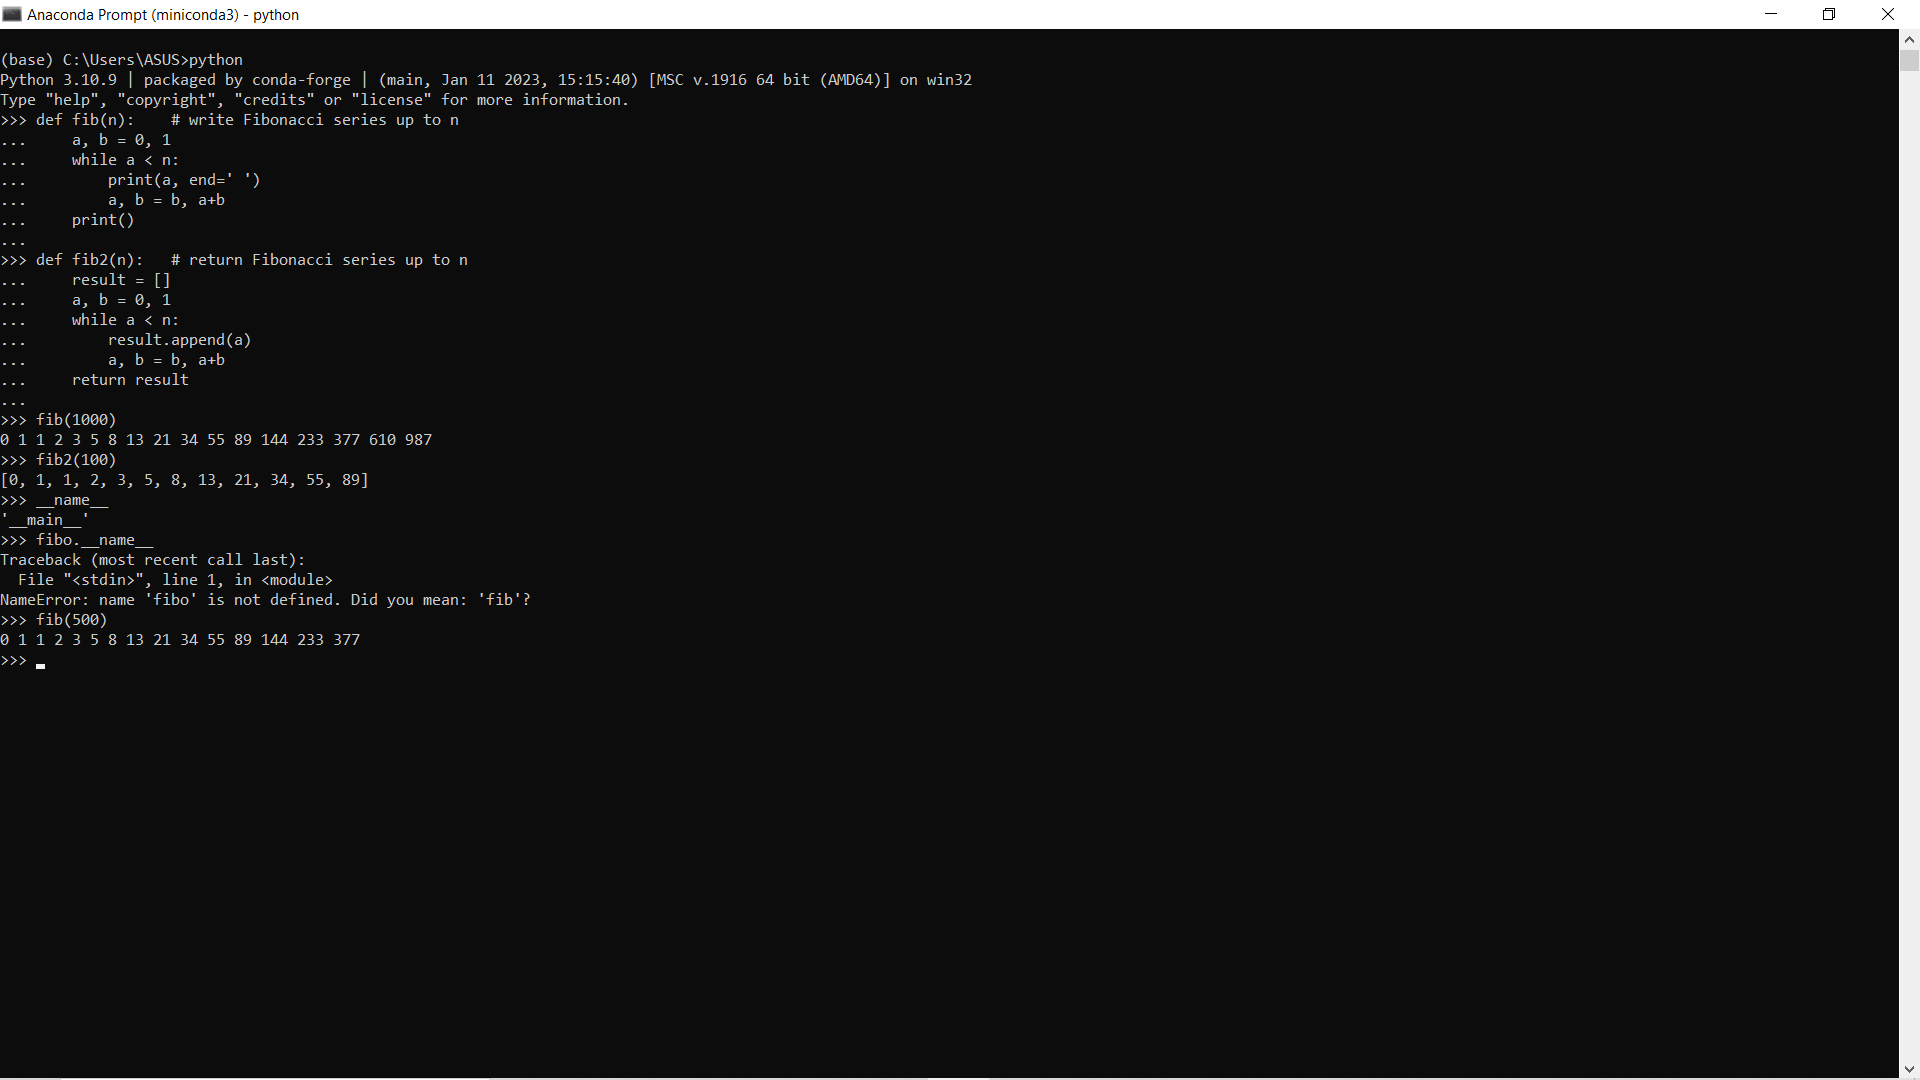 Anaconda Prompt (miniconda3) - python
(base) C:\Users\ASUS>python
Python 3.10.9 | packaged by conda-forge | (main, Jan 11 2023, 15:15:40) [MSC v.1916 64 bit (AMD64)] on win32
Type "help", "copyright", "credits" or "license" for more information.
>>> def fib(n):    # write Fibonacci series up to n
...     a, b = 0, 1
...     while a < n:
...         print(a, end=' ')
...         a, b = b, a+b
...     print()
...
>>> def fib2(n):   # return Fibonacci series up to n
...     result = []
...     a, b = 0, 1
...     while a < n:
...         result.append(a)
...         a, b = b, a+b
...     return result
...
>>> fib(1000)
0 1 1 2 3 5 8 13 21 34 55 89 144 233 377 610 987
>>> fib2(100)
[0, 1, 1, 2, 3, 5, 8, 13, 21, 34, 55, 89]
>>> __name__
'__main__'
>>> fibo.__name__
Traceback (most recent call last):
  File "<stdin>", line 1, in <module>
NameError: name 'fibo' is not defined. Did you mean: 'fib'?
>>> fib(500)
0 1 1 2 3 5 8 13 21 34 55 89 144 233 377
>>>